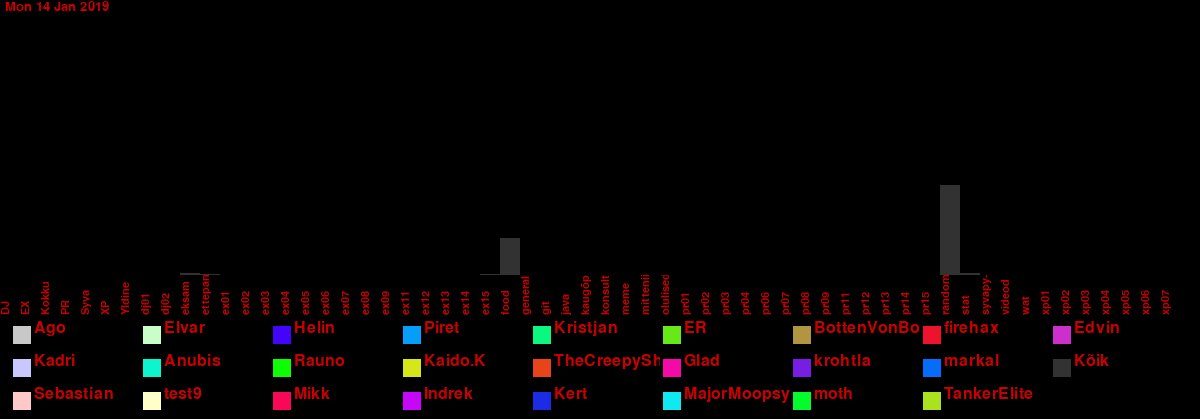 Mon 14 Jan 2019
DJ EX Kokku PR Syva XP Yldine dj01 dj02 eksam ettepan ex01 ex02 ex03 ex04 ex05 ex06 ex07 ex08 ex09 ex11 ex12 ex13 ex14 ex15 food general git java kaugõp konsult meme mittenii olulised pr01 pr02 pr03 pr04 pr06 pr07 pr08 pr09 pr11 pr12 pr13 pr14 pr15 random stat syvapy- videod wat xp01 xp02 xp03 xp04 xp05 xp06 xp07
Ago Elvar Helin Piret Kristjan ER BottenVonBo firehax Edvin
Kadri Anubis Rauno Kaido.K TheCreepySh Glad krohtla markal Kõik
Sebastian test9 Mikk Indrek Kert MajorMoopsy moth TankerElite